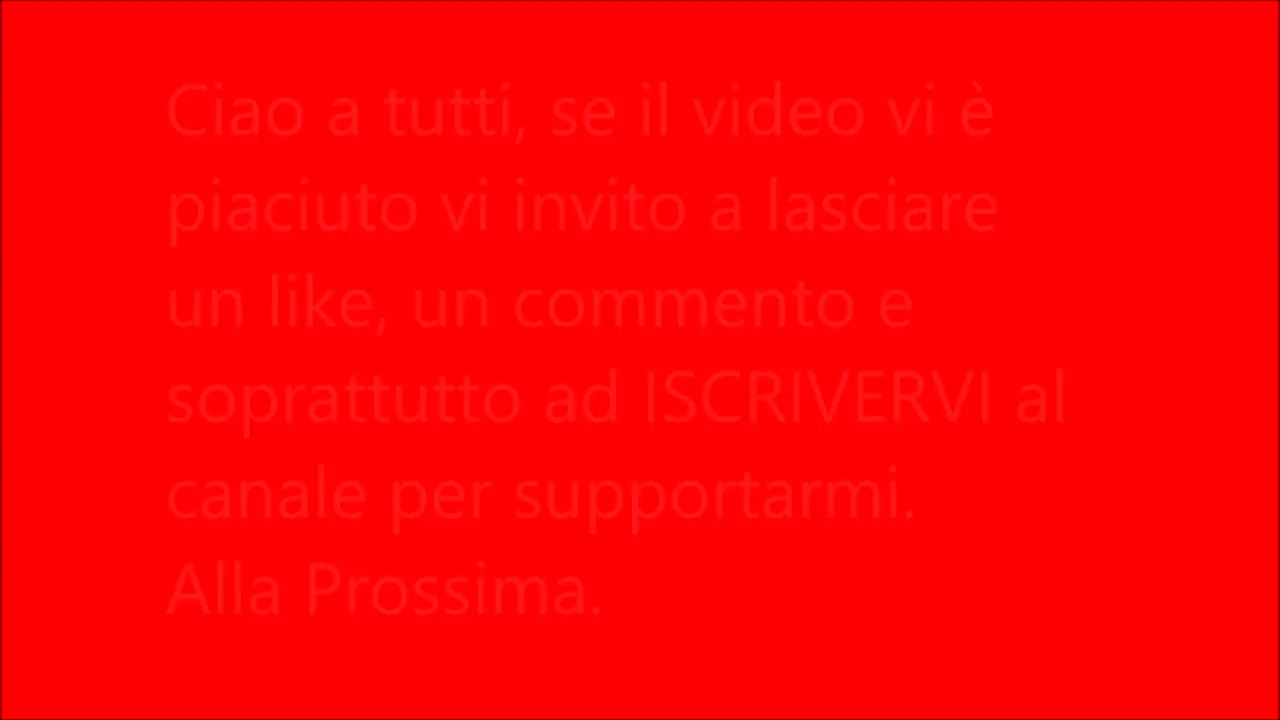 Ciao a tutti, se il video vi è
piaciuto vi invito a lasciare
un like, un commento e
soprattutto ad ISCRIVERVI al
canale per supportarmi.
Alla Prossima.